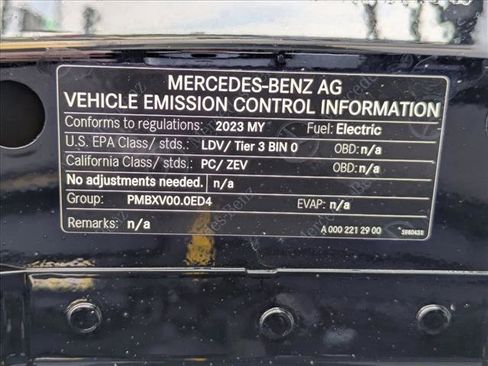 MERCEDES-BENZ AG
VEHICLE EMISSION CONTROL INFORMATION
Conforms to regulations: 2023 MY Fuel: Electric
U.S. EPA Class/ stds.: LDV/ Tier 3 BIN 0 OBD: n/a
California Class/ stds.: PC/ ZEV OBD: n/a
No adjustments needed. n/a
Group: PMBXV00.0ED4 EVAP: n/a
Remarks: n/a A 000 221 29 00